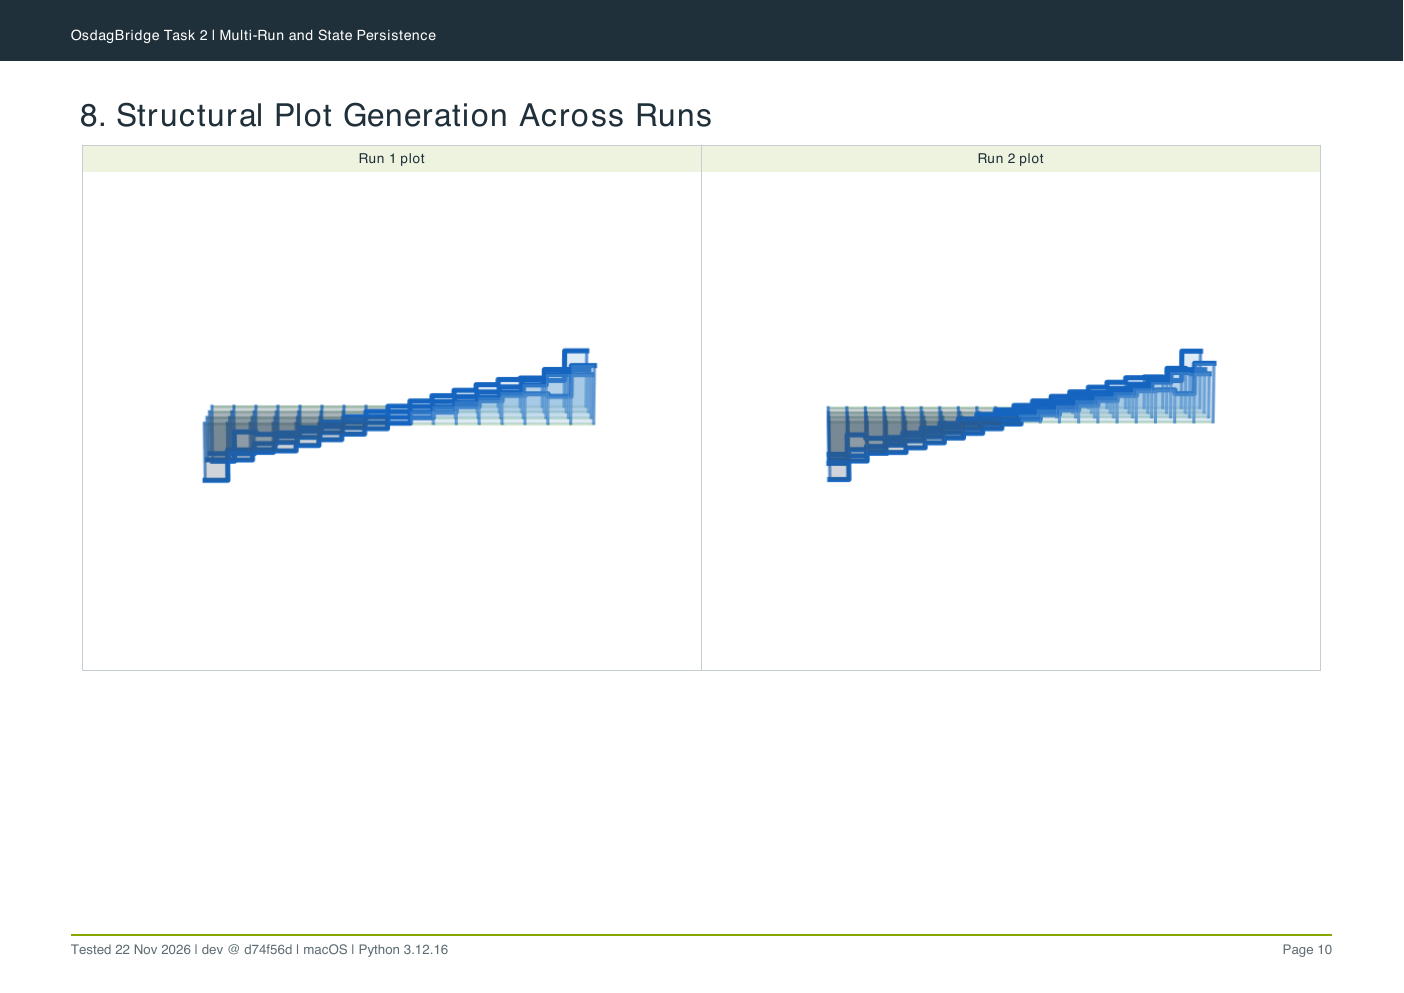 OsdagBridge Task 2 | Multi-Run and State Persistence
8. Structural Plot Generation Across Runs
Run 1 plot
Run 2 plot
Tested 22 Nov 2026 | dev @ d74f56d | macOS | Python 3.12.16
Page 10